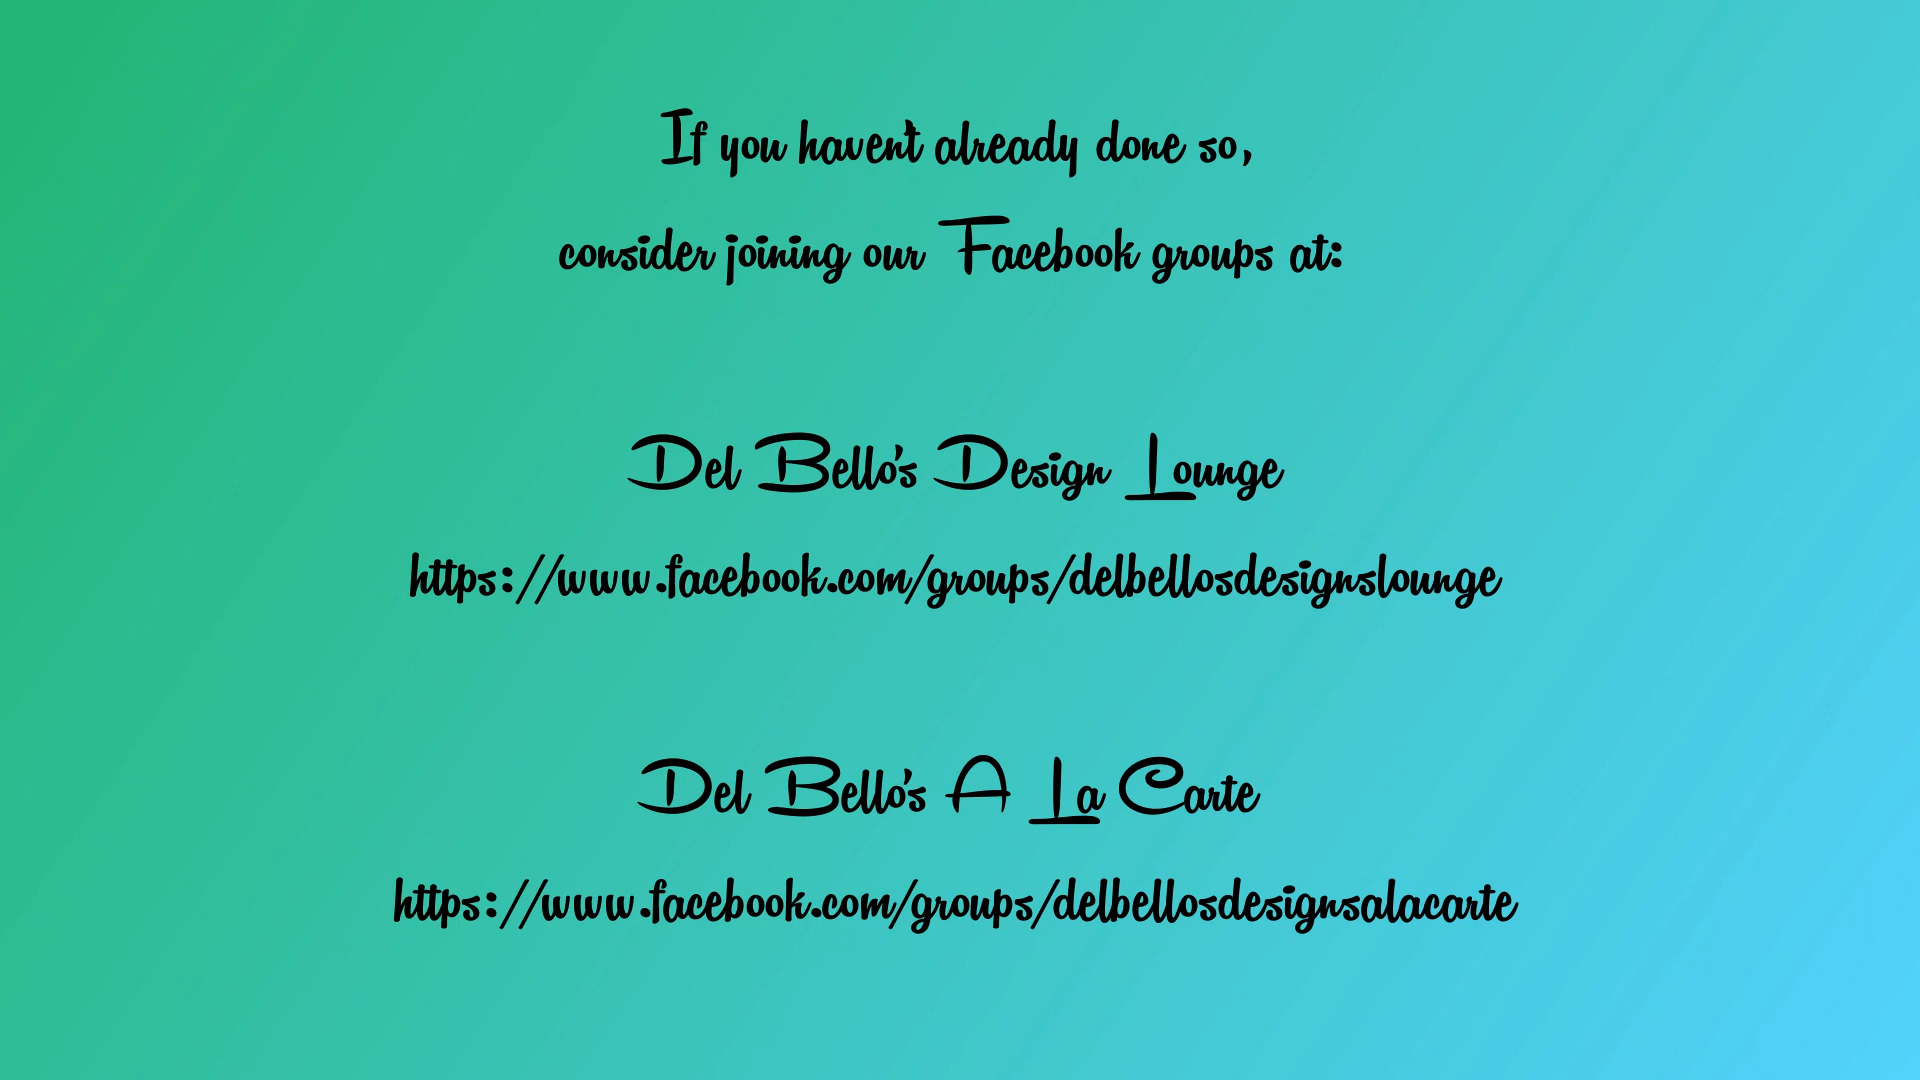 If you haven't already done so,
consider joining our Facebook groups at:
Del Bello's Design Lounge
https://www.facebook.com/groups/delbellosdesignslounge
Del Bello's A La Carte
https://www.facebook.com/groups/delbellosdesignsalacarte